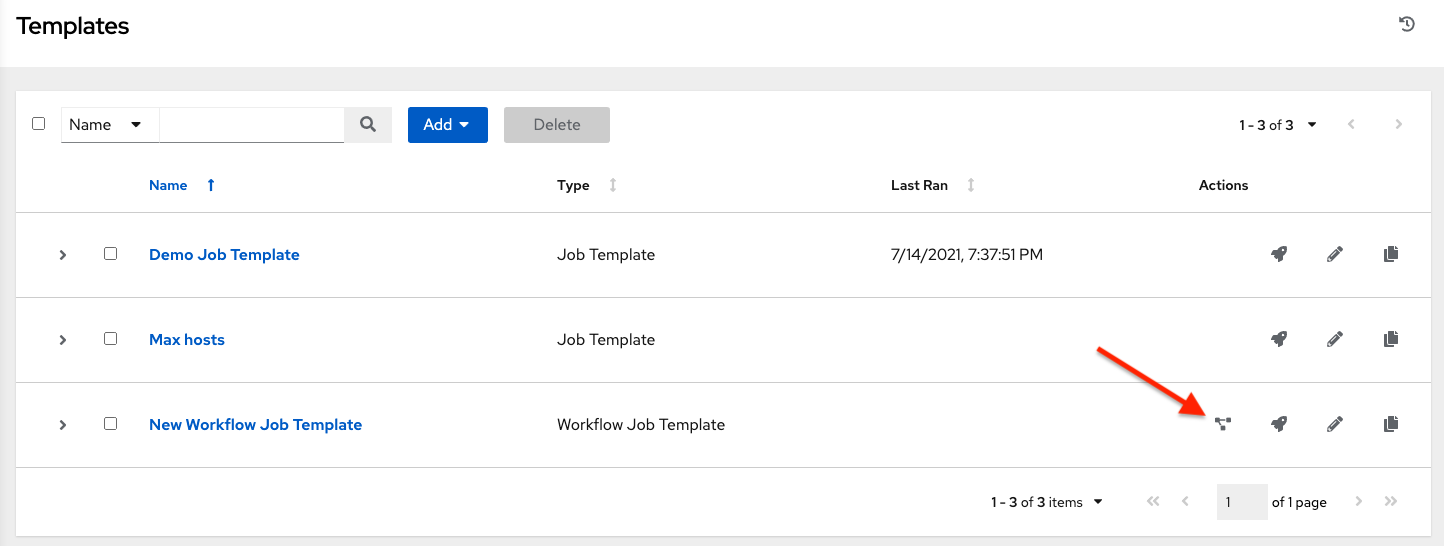 Templates
Name Add Delete 1 - 3 of 3
Name Type Last Ran Actions
Demo Job Template Job Template 7/14/2021, 7:37:51 PM
Max hosts Job Template
New Workflow Job Template Workflow Job Template
1 - 3 of 3 items 1 of 1 page